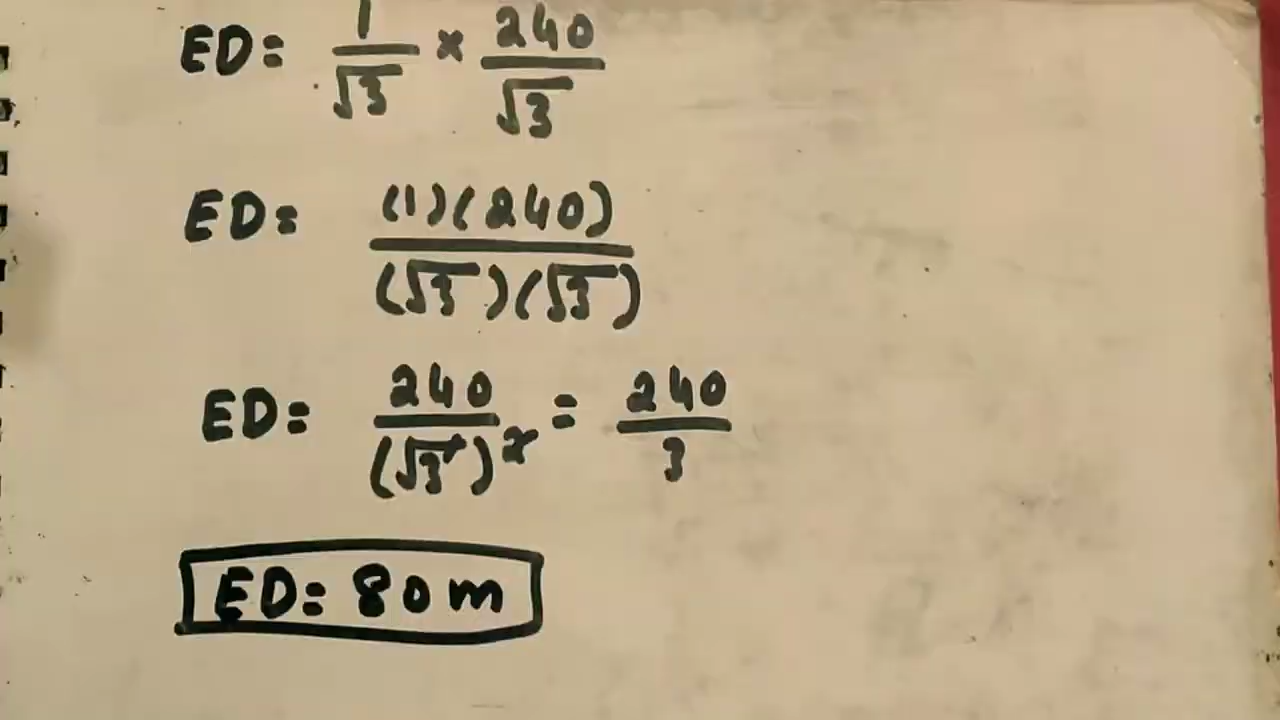 ED = 1/√3 × 240/√3
ED = (1)(240)/(√3)(√3)
ED = 240/(√3)² = 240/3
ED = 80 m